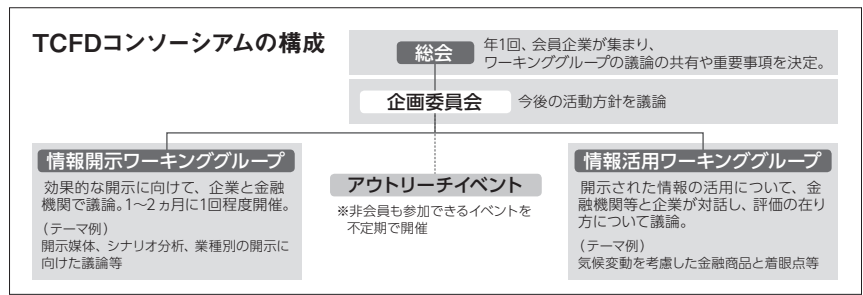 TCFDコンソーシアムの構成
総会
年1回、会員企業が集まり、
ワーキンググループの議論の共有や重要事項を決定。
企画委員会
今後の活動方針を議論
情報開示ワーキンググループ
効果的な開示に向けて、企業と金融
機関で議論。1〜2ヵ月に1回程度開催。
（テーマ例）
開示媒体、シナリオ分析、業種別の開示に
向けた議論等
アウトリーチイベント
※非会員も参加できるイベントを
不定期で開催
情報活用ワーキンググループ
開示された情報の活用について、金
融機関等と企業が対話し、評価の在り
方について議論。
（テーマ例）
気候変動を考慮した金融商品と着眼点等